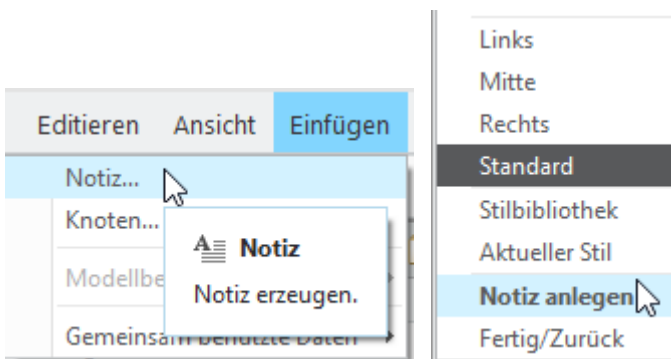 Editieren Ansicht Einfügen
Notiz...
Knoten...
Notiz
Notiz erzeugen.
Gemeinsam benutzte Daten
Links
Mitte
Rechts
Standard
Stilbibliothek
Aktueller Stil
Notiz anlegen
Fertig/Zurück